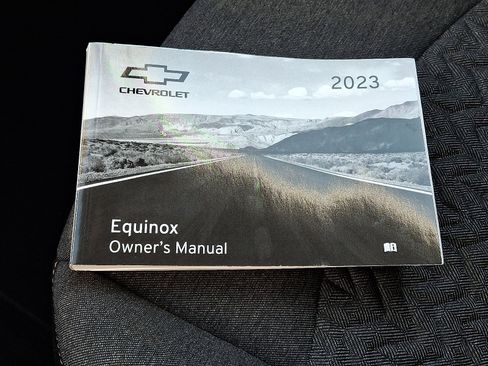 CHEVROLET
2023
Equinox
Owner's Manual